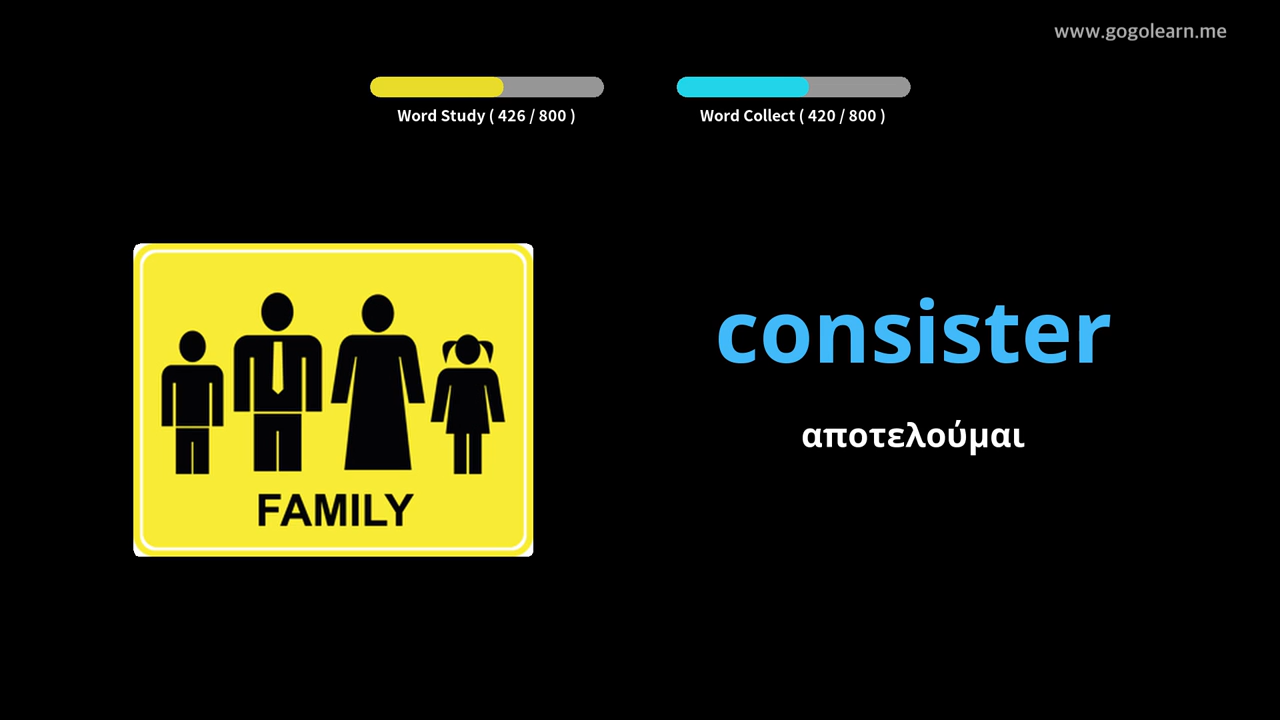 www.gogolearn.me
Word Study ( 426 / 800 )
Word Collect ( 420 / 800 )
FAMILY
consister
αποτελούμαι